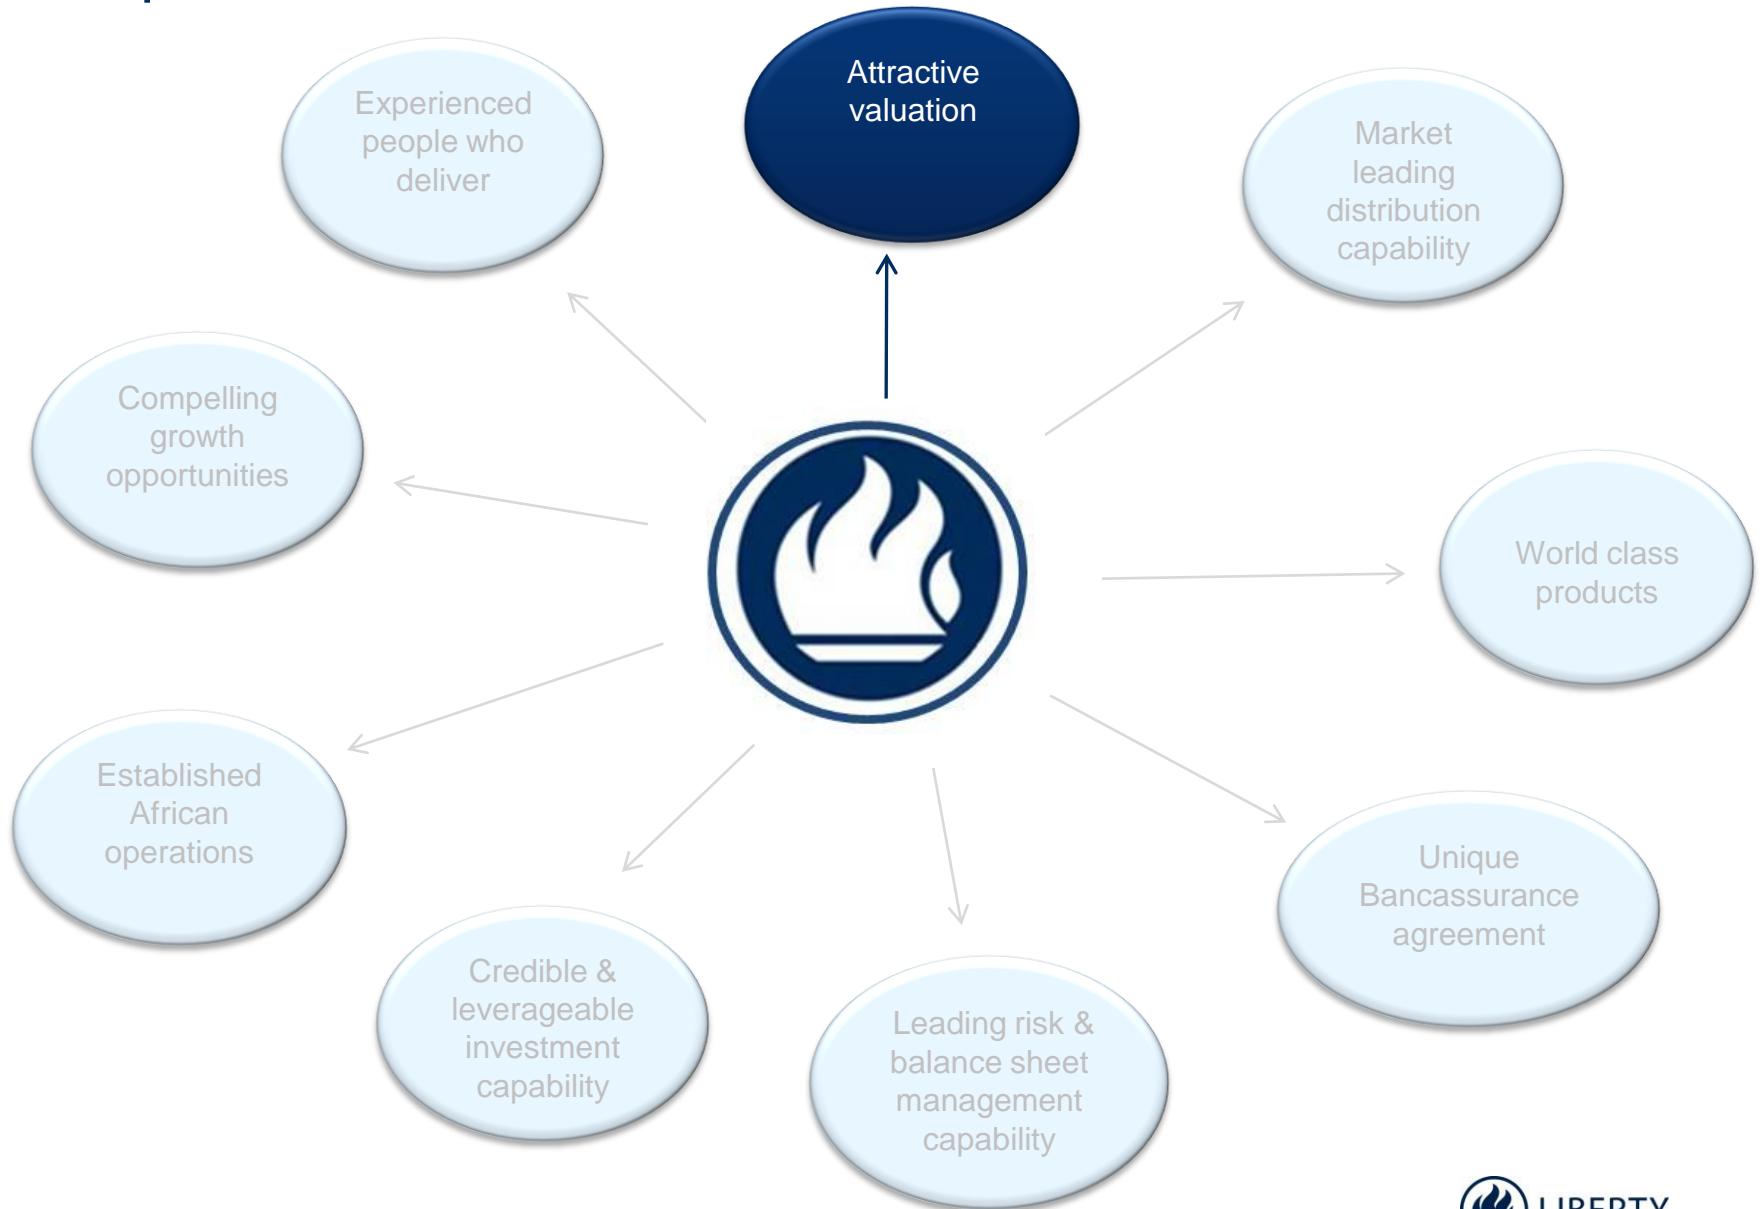 Attractive
valuation
Market
leading
distribution
capability
World class
products
Unique
Bancassurance
agreement
Leading risk &
balance sheet
management
capability
Credible &
leverageable
investment
capability
Established
African
operations
Compelling
growth
opportunities
Experienced
people who
deliver
LIBERTY